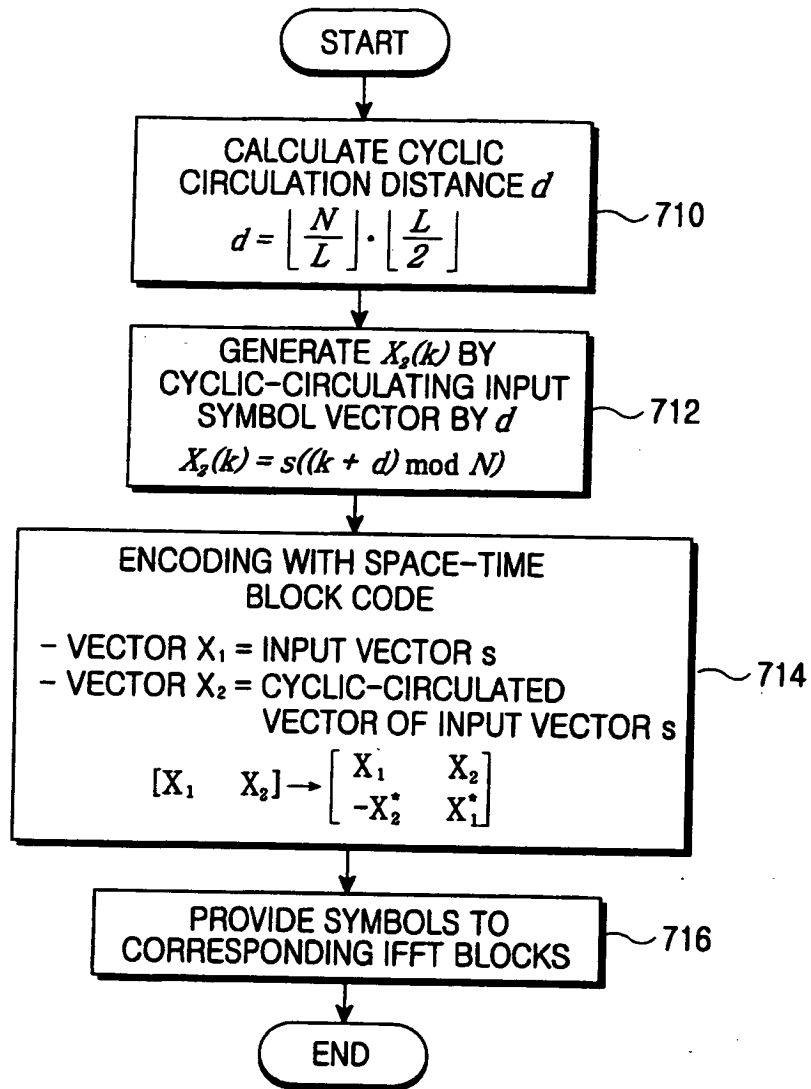 START
CALCULATE CYCLIC
CIRCULATION DISTANCE d
d = ⌊N/L⌋ · ⌊L/2⌋
710
GENERATE X₂(k) BY
CYCLIC-CIRCULATING INPUT
SYMBOL VECTOR BY d
X₂(k) = s((k + d) mod N)
712
ENCODING WITH SPACE-TIME
BLOCK CODE
- VECTOR X₁ = INPUT VECTOR s
- VECTOR X₂ = CYCLIC-CIRCULATED
VECTOR OF INPUT VECTOR s
[X₁ X₂] → [X₁ X₂
-X₂* X₁*]
714
PROVIDE SYMBOLS TO
CORRESPONDING IFFT BLOCKS
716
END